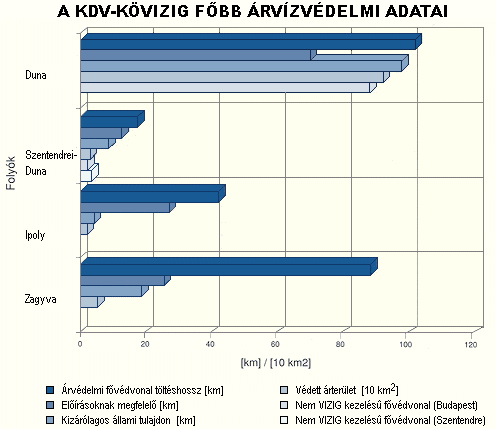 A KDV-KÖVIZIG FŐBB ÁRVÍZVÉDELMI ADATAI
Folyók
Duna
Szentendrei-
Duna
Ipoly
Zagyva
0 20 40 60 80 100 120
[km] / [10 km2]
Árvédelmi fővédvonal töltéshossz [km]
Előírásoknak megfelelő [km]
Kizárólagos állami tulajdon [km]
Védett árterület [10 km²]
Nem VIZIG kezelésű fővédvonal (Budapest)
Nem VIZIG kezelésű fővédvonal (Szentendre)